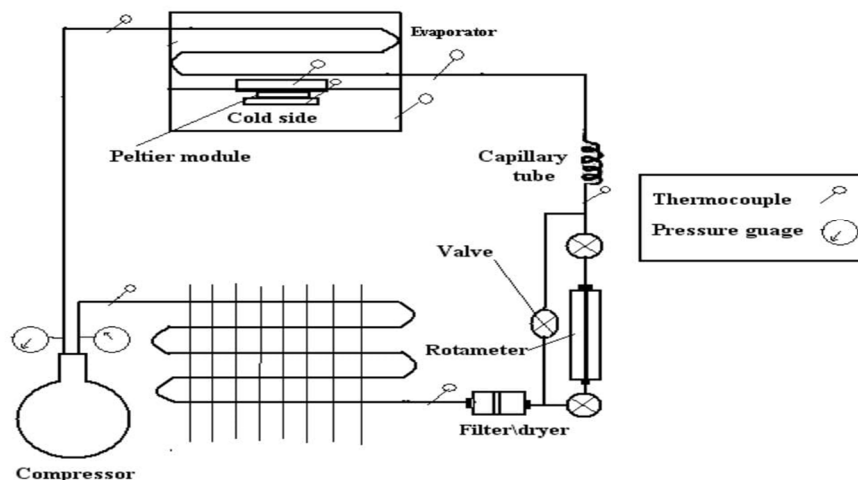 Evaporator
Cold side
Peltier module
Capillary
tube
Thermocouple
Pressure guage
Valve
Rotameter
Filter\dryer
Compressor